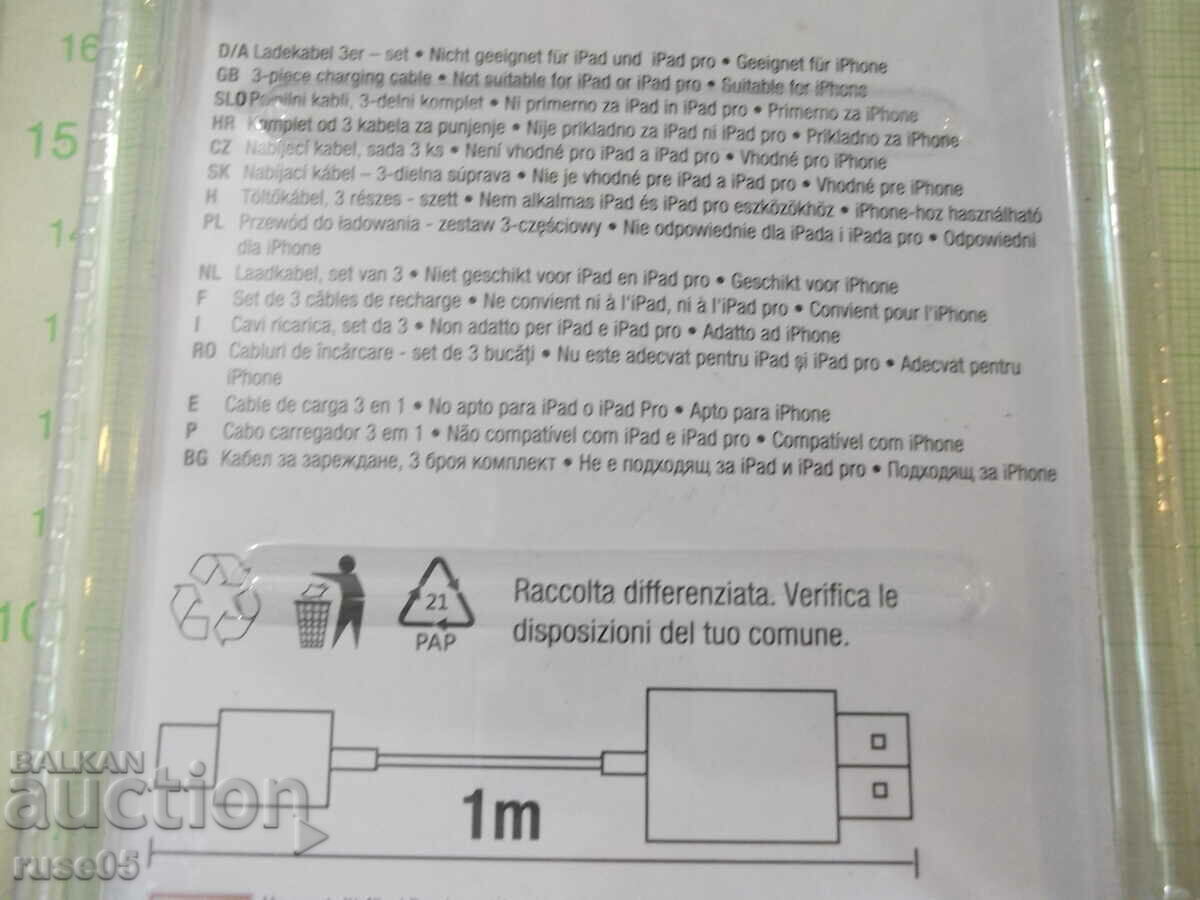 16
15
14
10
D/A Ladekabel 3er – set • Nicht geeignet für iPad und iPad pro • Geeignet für iPhone
GB 3-piece charging cable • Not suitable for iPad or iPad pro • Suitable for iPhone
SLO Polnilni kabli, 3-delni komplet • Ni primerno za iPad in iPad pro • Primerno za iPhone
HR Komplet od 3 kabela za punjenje • Nije prikladno za iPad ni iPad pro • Prikladno za iPhone
CZ Nabíjecí kabel, sada 3 ks • Není vhodné pro iPad a iPad pro • Vhodné pro iPhone
SK Nabíjací kábel – 3-dielna súprava • Nie je vhodné pre iPad a iPad pro • Vhodné pre iPhone
H Töltőkábel, 3 részes - szett • Nem alkalmas iPad és iPad pro eszközökhöz • iPhone-hoz használható
PL Przewód do ładowania - zestaw 3-częściowy • Nie odpowiednie dla iPada i iPada pro • Odpowiedni
dla iPhone
NL Laadkabel, set van 3 • Niet geschikt voor iPad en iPad pro • Geschikt voor iPhone
F Set de 3 câbles de recharge • Ne convient ni à l'iPad, ni à l'iPad pro • Convient pour l'iPhone
I Cavi ricarica, set da 3 • Non adatto per iPad e iPad pro • Adatto ad iPhone
RO Cabluri de încărcare - set de 3 bucăți • Nu este adecvat pentru iPad și iPad pro • Adecvat pentru
iPhone
E Cable de carga 3 en 1 • No apto para iPad o iPad Pro • Apto para iPhone
P Cabo carregador 3 em 1 • Não compatível com iPad e iPad pro • Compatível com iPhone
BG Кабел за зареждане, 3 броя комплект • Не е подходящ за iPad и iPad pro • Подходящ за iPhone
21
PAP
Raccolta differenziata. Verifica le
disposizioni del tuo comune.
1m
BALKAN
auction
ruse05